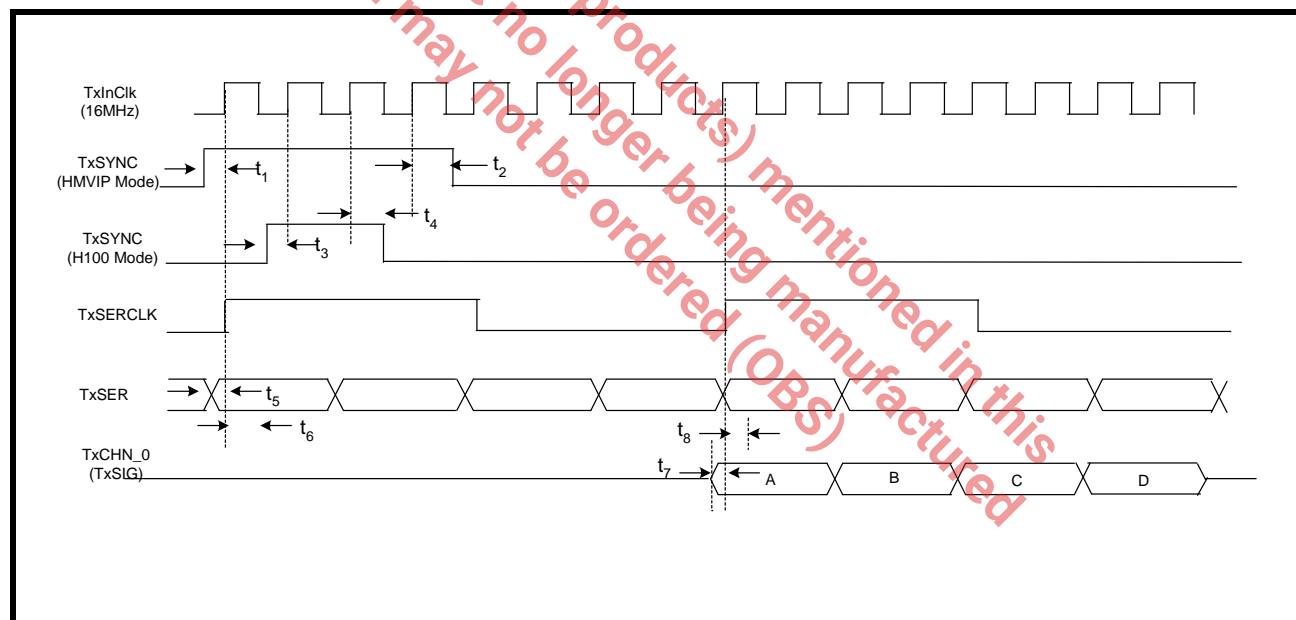 products) mentioned in this
no longer being manufactured
may not be ordered (OBS)
TxInClk
(16MHz)
TxSYNC
(HMVIP Mode)
t1
t2
t4
TxSYNC
(H100 Mode)
t3
TxSERCLK
TxSER
t5
t6
t8
TxCHN_0
(TxSIG)
t7
A
B
C
D